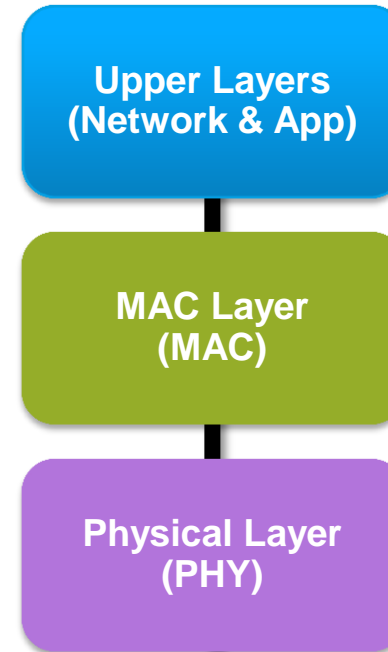 Upper Layers
(Network & App)
MAC Layer
(MAC)
Physical Layer
(PHY)